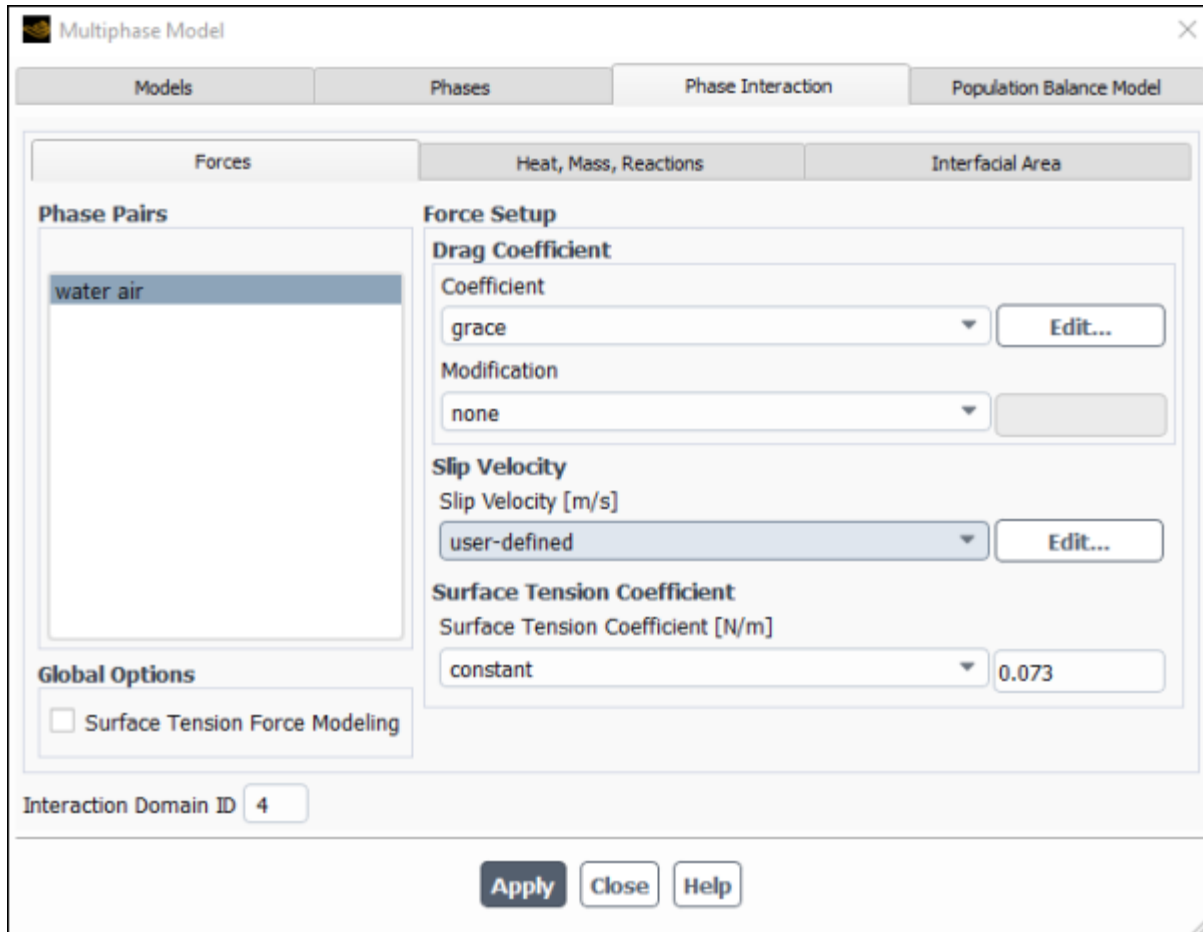 Multiphase Model
Models Phases Phase Interaction Population Balance Model
Forces Heat, Mass, Reactions Interfacial Area
Phase Pairs
water air
Global Options
Surface Tension Force Modeling
Force Setup
Drag Coefficient
Coefficient
grace Edit...
Modification
none
Slip Velocity
Slip Velocity [m/s]
user-defined Edit...
Surface Tension Coefficient
Surface Tension Coefficient [N/m]
constant 0.073
Interaction Domain ID 4
Apply Close Help